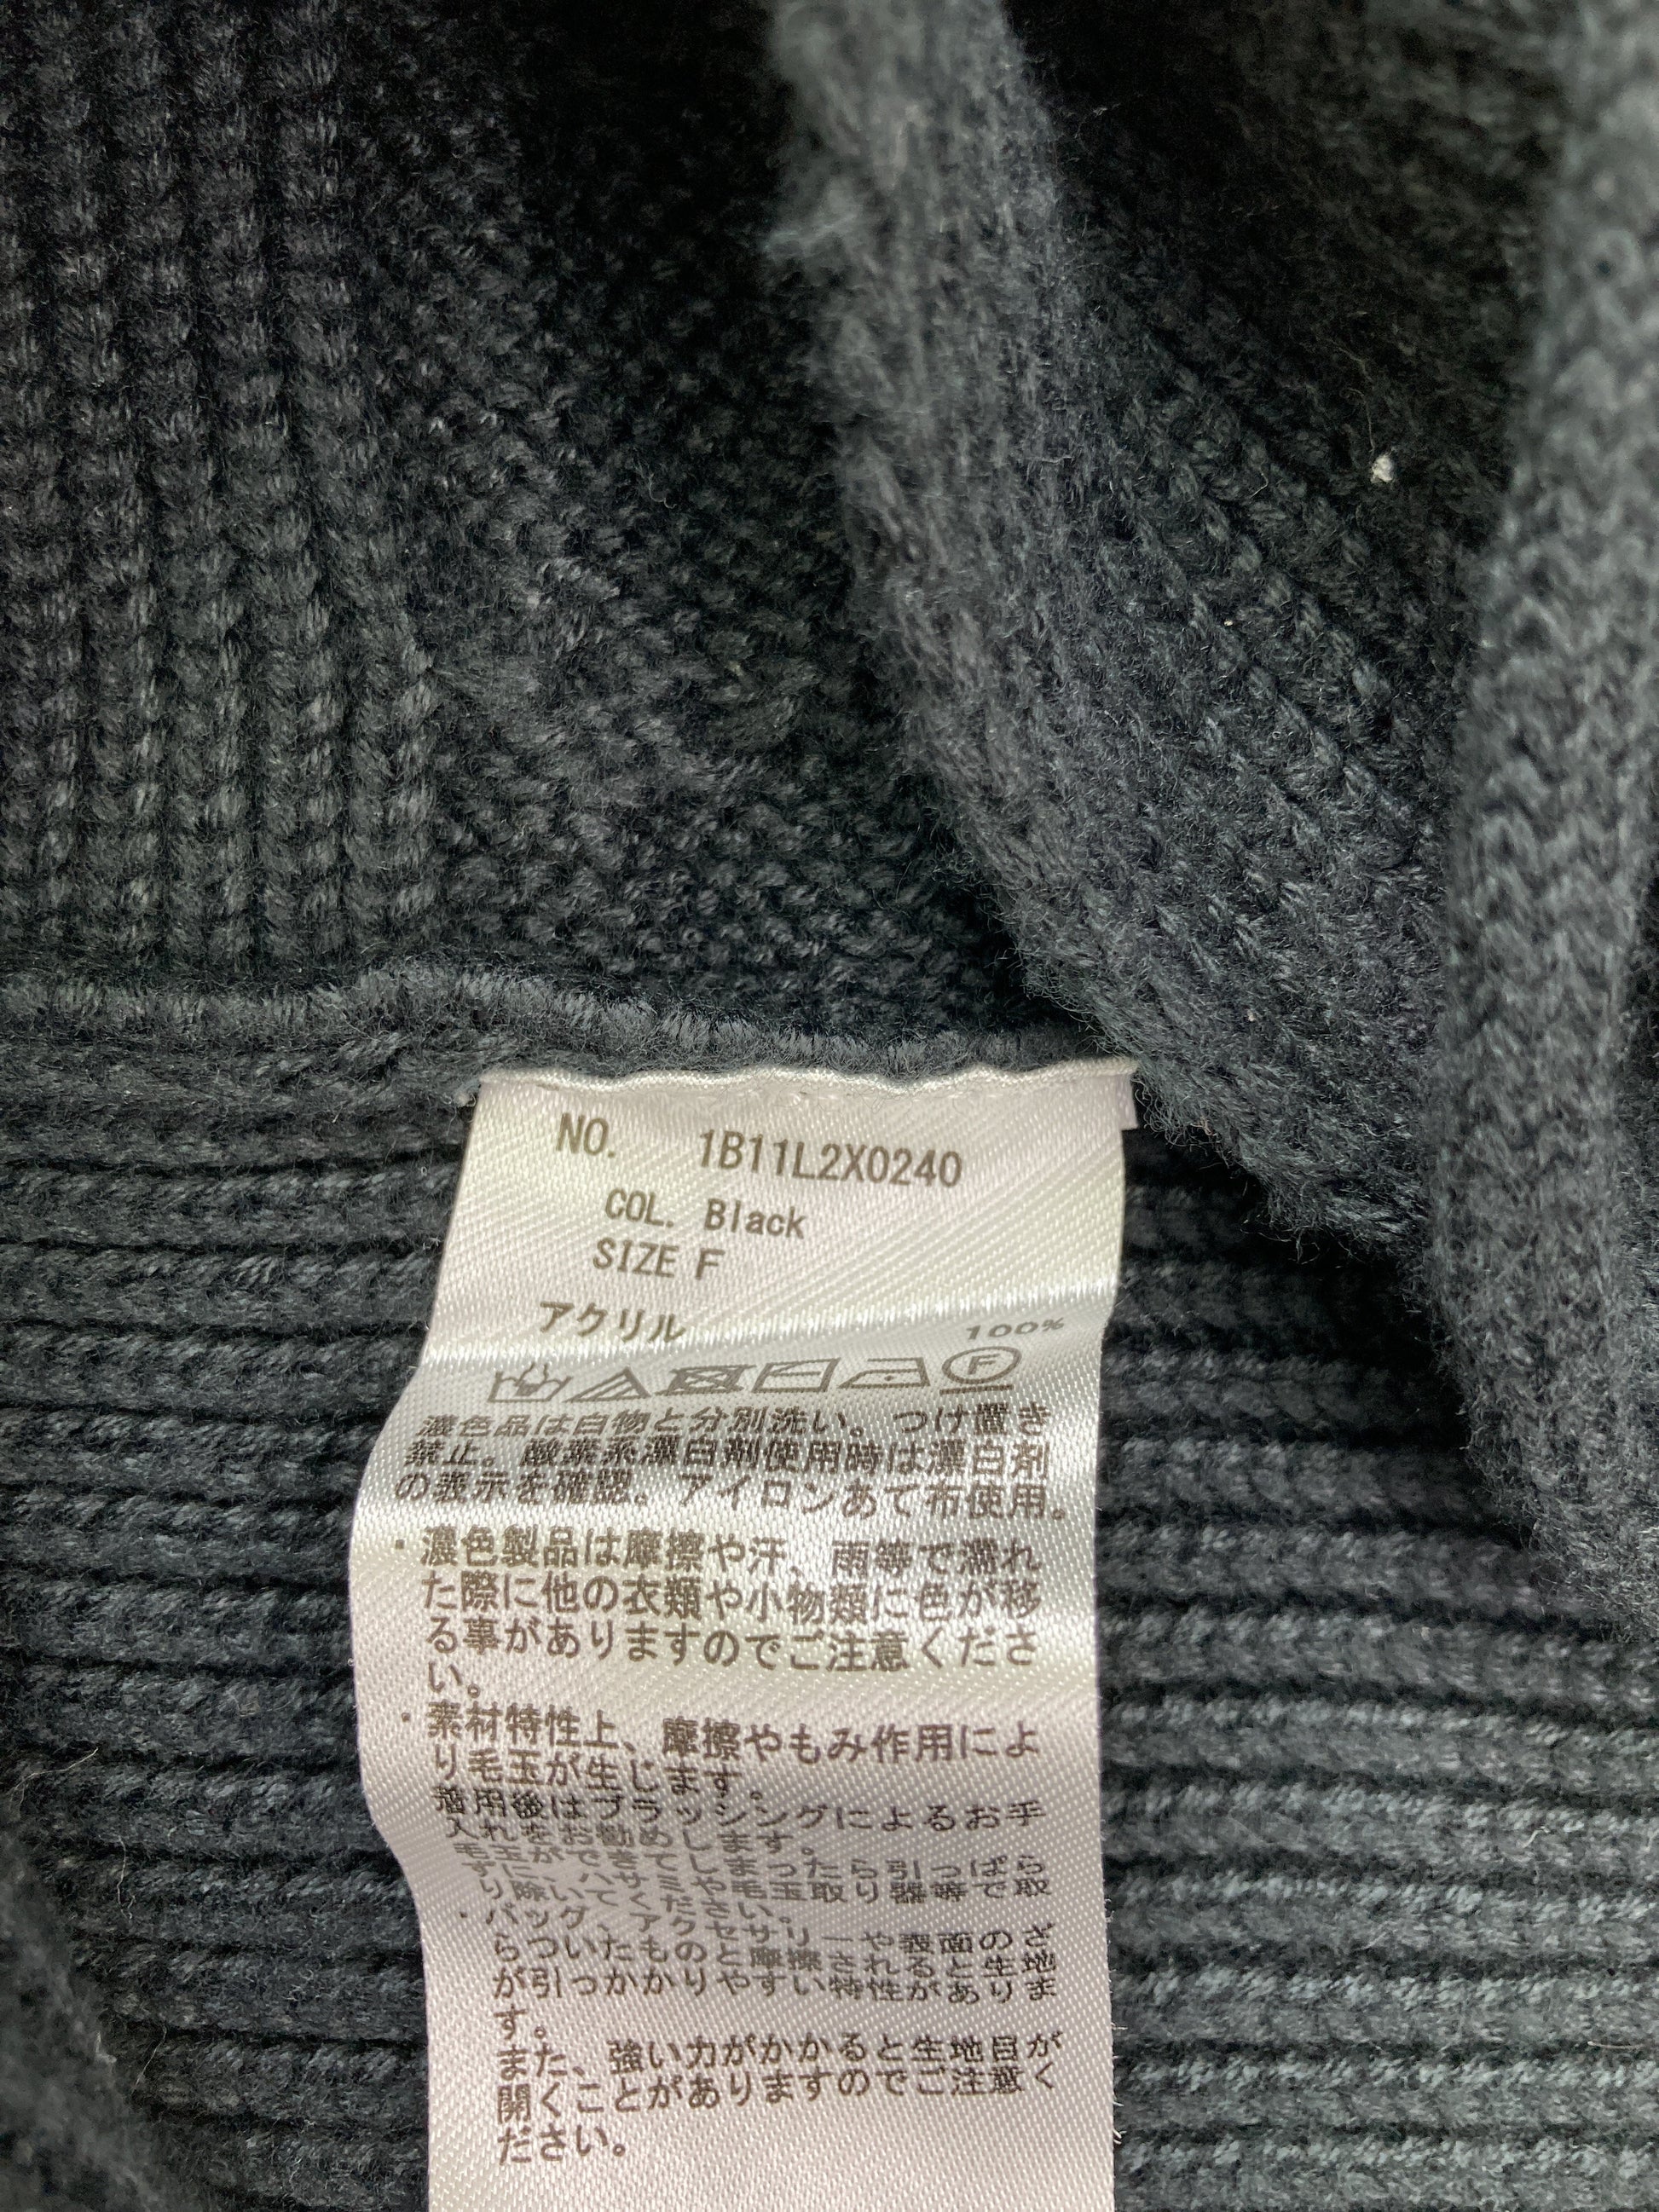 NO. 1B11L2X0240
COL. Black
SIZE F
アクリル 100%
F
濃色品は白物と分別洗い。つけ置き
禁止。酸素系漂白剤使用時は漂白剤
の表示を確認。アイロンあて布使用。
・濃色製品は摩擦や汗、雨等で濡れ
た際に他の衣類や小物類に色が移
る事がありますのでご注意くださ
い。
・素材特性上、摩擦やもみ作用によ
り毛玉が生じます。
着用後はブラッシングによるお手
入れをお勧めします。
毛玉ができてしまったら引っぱら
ずに、ハサミや毛玉取り器等で取
り除いてください。
・バッグ、アクセサリーや表面のざ
らついたものと摩擦されると生地
が引っかかりやすい特性がありま
す。
また、強い力がかかると生地目が
開くことがありますのでご注意く
ださい。